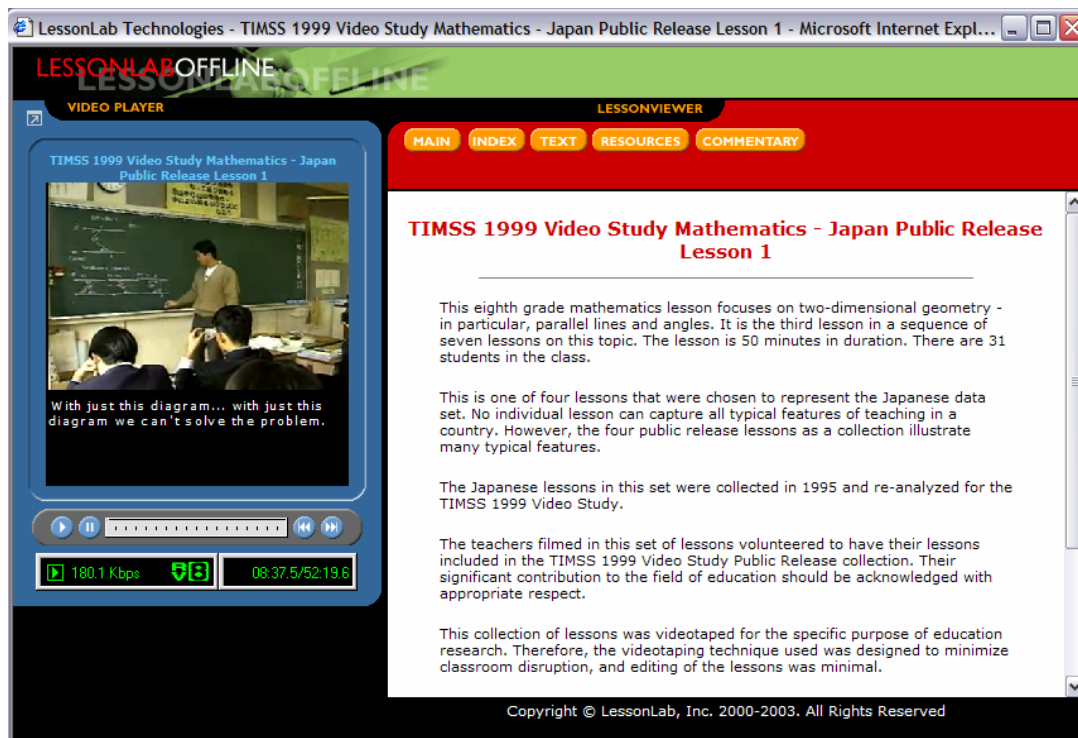 LessonLab Technologies - TIMSS 1999 Video Study Mathematics - Japan Public Release Lesson 1 - Microsoft Internet Expl...
LESSONLABOFFLINE
LESSONLABOFFLINE
VIDEO PLAYER
TIMSS 1999 Video Study Mathematics - Japan
Public Release Lesson 1
With just this diagram... with just this
diagram we can't solve the problem.
180.1 Kbps
08:37.5/52:19.6
LESSONVIEWER
MAIN INDEX TEXT RESOURCES COMMENTARY
TIMSS 1999 Video Study Mathematics - Japan Public Release
Lesson 1
This eighth grade mathematics lesson focuses on two-dimensional geometry -
in particular, parallel lines and angles. It is the third lesson in a sequence of
seven lessons on this topic. The lesson is 50 minutes in duration. There are 31
students in the class.
This is one of four lessons that were chosen to represent the Japanese data
set. No individual lesson can capture all typical features of teaching in a
country. However, the four public release lessons as a collection illustrate
many typical features.
The Japanese lessons in this set were collected in 1995 and re-analyzed for the
TIMSS 1999 Video Study.
The teachers filmed in this set of lessons volunteered to have their lessons
included in the TIMSS 1999 Video Study Public Release collection. Their
significant contribution to the field of education should be acknowledged with
appropriate respect.
This collection of lessons was videotaped for the specific purpose of education
research. Therefore, the videotaping technique used was designed to minimize
classroom disruption, and editing of the lessons was minimal.
Copyright © LessonLab, Inc. 2000-2003. All Rights Reserved